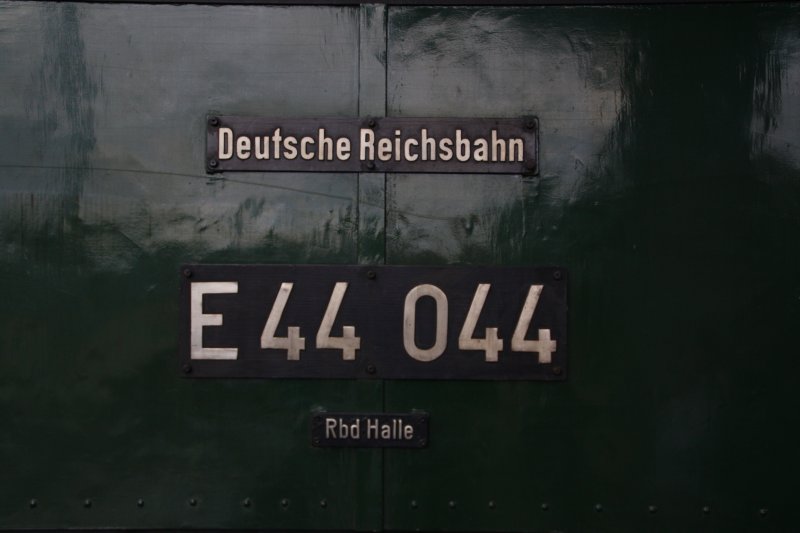 Deutsche Reichsbahn
E 44 044
Rbd Halle